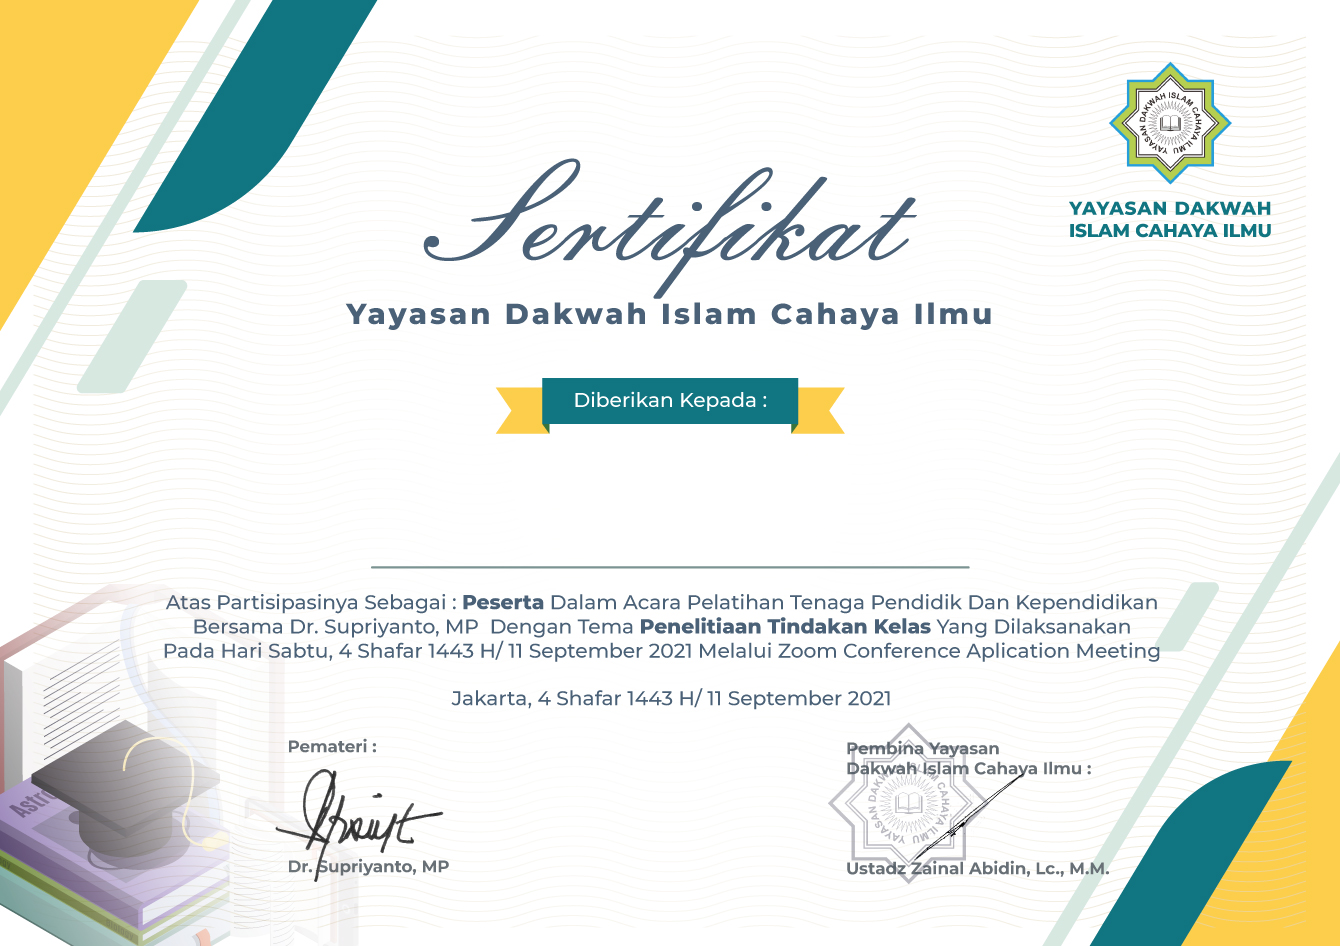 YAYASAN DAKWAH ISLAM CAHAYA ILMU
YAYASAN DAKWAH
ISLAM CAHAYA ILMU
Sertifikat
Yayasan Dakwah Islam Cahaya Ilmu
Diberikan Kepada :
Atas Partisipasinya Sebagai : Peserta Dalam Acara Pelatihan Tenaga Pendidik Dan Kependidikan
Bersama Dr. Supriyanto, MP Dengan Tema Penelitiaan Tindakan Kelas Yang Dilaksanakan
Pada Hari Sabtu, 4 Shafar 1443 H/ 11 September 2021 Melalui Zoom Conference Aplication Meeting
Jakarta, 4 Shafar 1443 H/ 11 September 2021
Pemateri :
Dr. Supriyanto, MP
Pembina Yayasan
Dakwah Islam Cahaya Ilmu :
YAYASAN DAKWAH ISLAM CAHAYA ILMU
Ustadz Zainal Abidin, Lc., M.M.